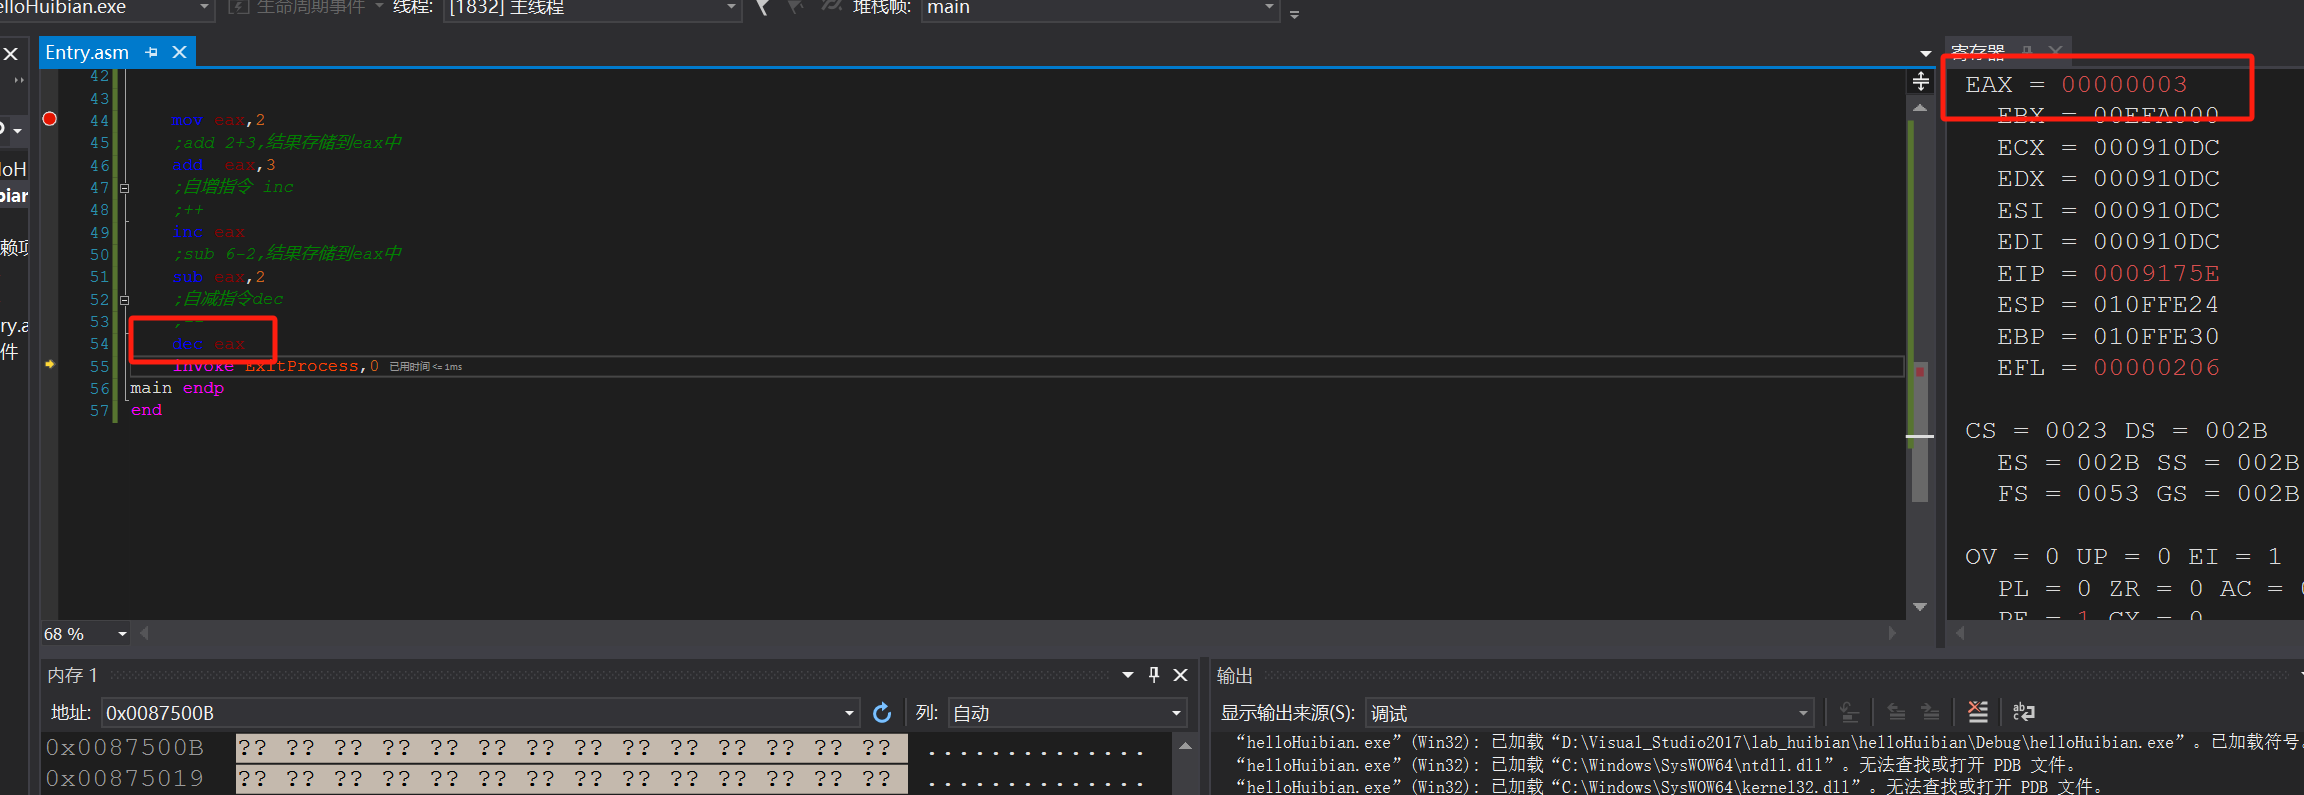 elloHuibian.exe 生命周期事件 线程: [1832] 主线程 堆栈帧: main
Entry.asm
寄存器
42
43
44 mov eax,2
45 ;add 2+3,结果存储到eax中
46 add eax,3
47 ;自增指令 inc
48 ;++
49 inc eax
50 ;sub 6-2,结果存储到eax中
51 sub eax,2
52 ;自减指令dec
53 ;--
54 dec eax
55 invoke ExitProcess,0 已用时间 <= 1ms
56 main endp
57 end
loH
bian
赖项
ry.a
件
EAX = 00000003
EBX = 00EFA000
ECX = 000910DC
EDX = 000910DC
ESI = 000910DC
EDI = 000910DC
EIP = 0009175E
ESP = 010FFE24
EBP = 010FFE30
EFL = 00000206
CS = 0023 DS = 002B
ES = 002B SS = 002B
FS = 0053 GS = 002B
OV = 0 UP = 0 EI = 1
PL = 0 ZR = 0 AC = 0
PE = 1 CY = 0
68 %
内存 1
地址: 0x0087500B 列: 自动
0x0087500B ?? ?? ?? ?? ?? ?? ?? ?? ?? ?? ?? ?? ?? ?? ..............
0x00875019 ?? ?? ?? ?? ?? ?? ?? ?? ?? ?? ?? ?? ?? ?? ..............
输出
显示输出来源(S): 调试
“helloHuibian.exe”(Win32): 已加载“D:\Visual_Studio2017\lab_huibian\helloHuibian\Debug\helloHuibian.exe”。已加载符号。
“helloHuibian.exe”(Win32): 已加载“C:\Windows\SysWOW64\ntdll.dll”。无法查找或打开 PDB 文件。
“helloHuibian.exe”(Win32): 已加载“C:\Windows\SysWOW64\kernel32.dll”。无法查找或打开 PDB 文件。